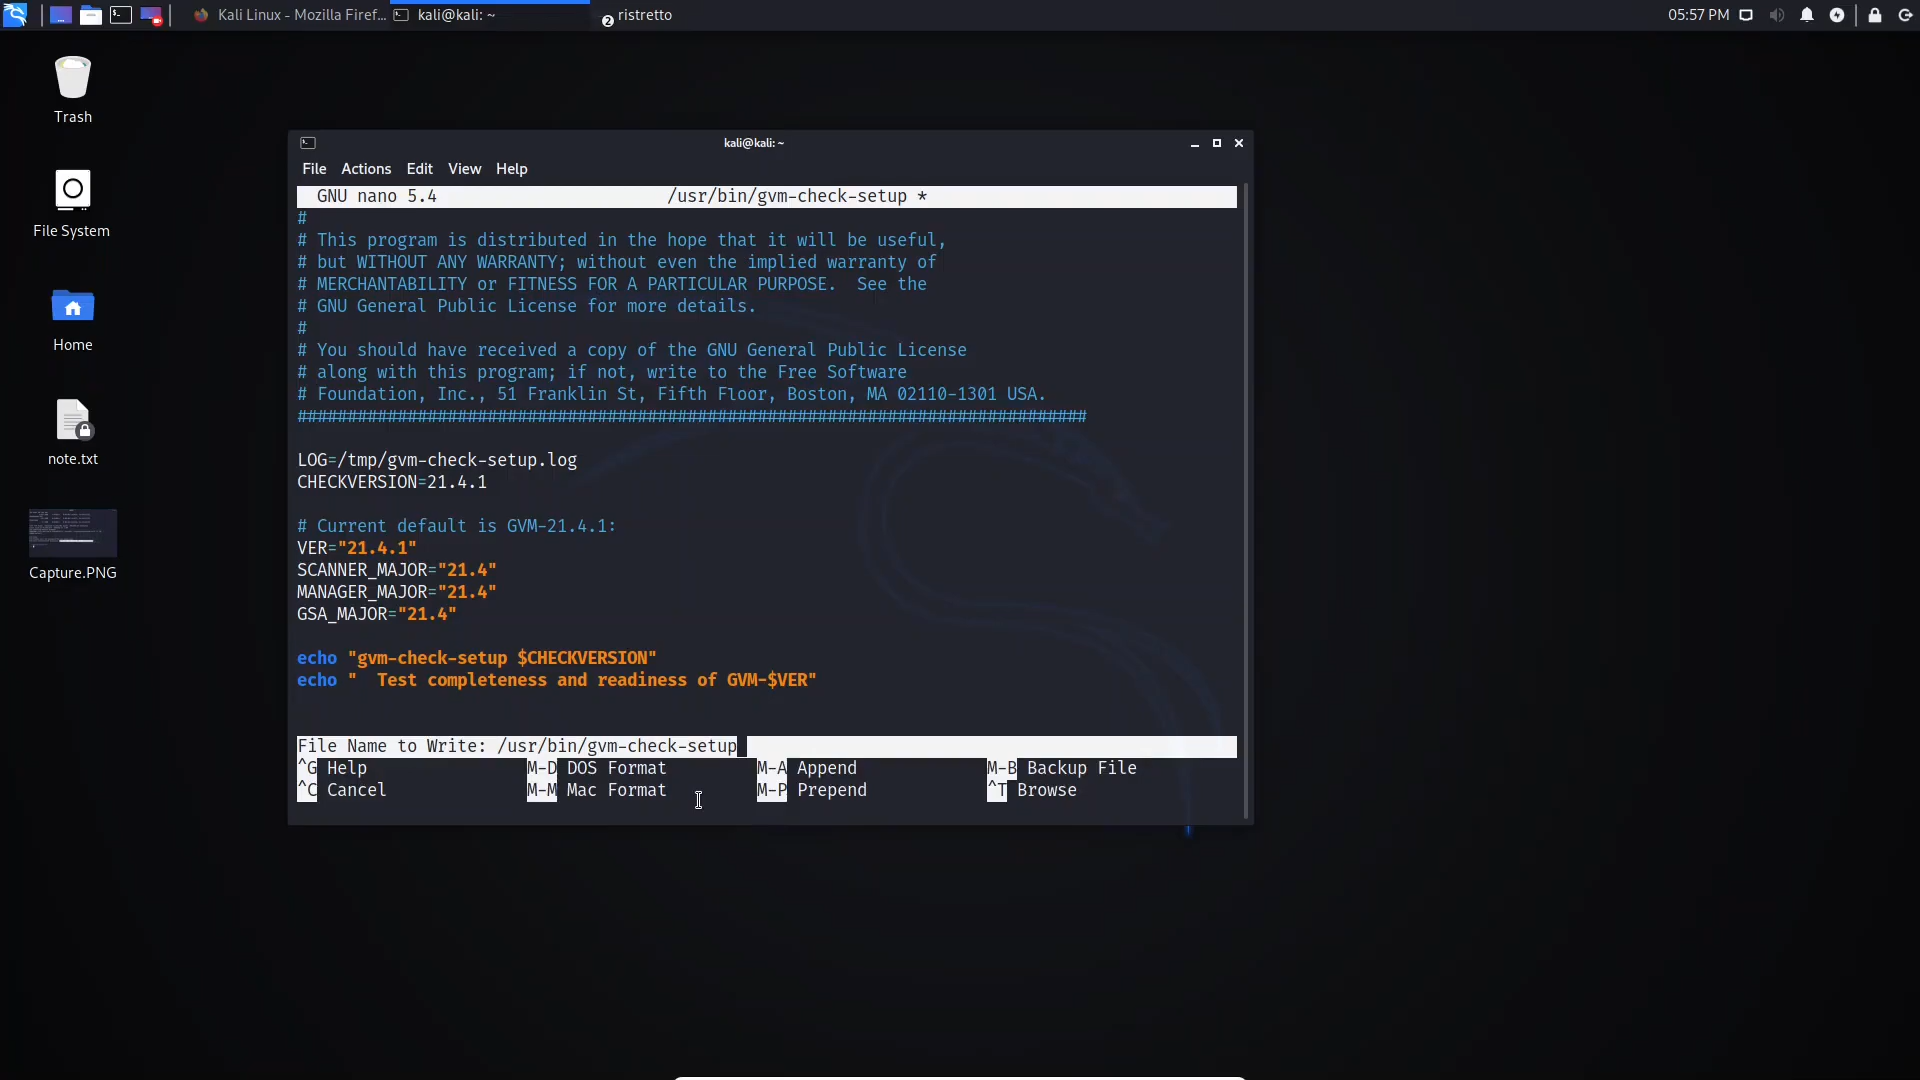 Kali Linux - Mozilla Firef...
kali@kali: ~
2
ristretto
05:57 PM
Trash
File System
Home
note.txt
Capture.PNG
kali@kali: ~
File Actions Edit View Help
GNU nano 5.4 /usr/bin/gvm-check-setup *
#
# This program is distributed in the hope that it will be useful,
# but WITHOUT ANY WARRANTY; without even the implied warranty of
# MERCHANTABILITY or FITNESS FOR A PARTICULAR PURPOSE.  See the
# GNU General Public License for more details.
#
# You should have received a copy of the GNU General Public License
# along with this program; if not, write to the Free Software
# Foundation, Inc., 51 Franklin St, Fifth Floor, Boston, MA 02110-1301 USA.
###############################################################################
LOG=/tmp/gvm-check-setup.log
CHECKVERSION=21.4.1
# Current default is GVM-21.4.1:
VER="21.4.1"
SCANNER_MAJOR="21.4"
MANAGER_MAJOR="21.4"
GSA_MAJOR="21.4"
echo "gvm-check-setup $CHECKVERSION"
echo "  Test completeness and readiness of GVM-$VER"
File Name to Write: /usr/bin/gvm-check-setup
^G Help M-D DOS Format M-A Append M-B Backup File
^C Cancel M-M Mac Format M-P Prepend ^T Browse